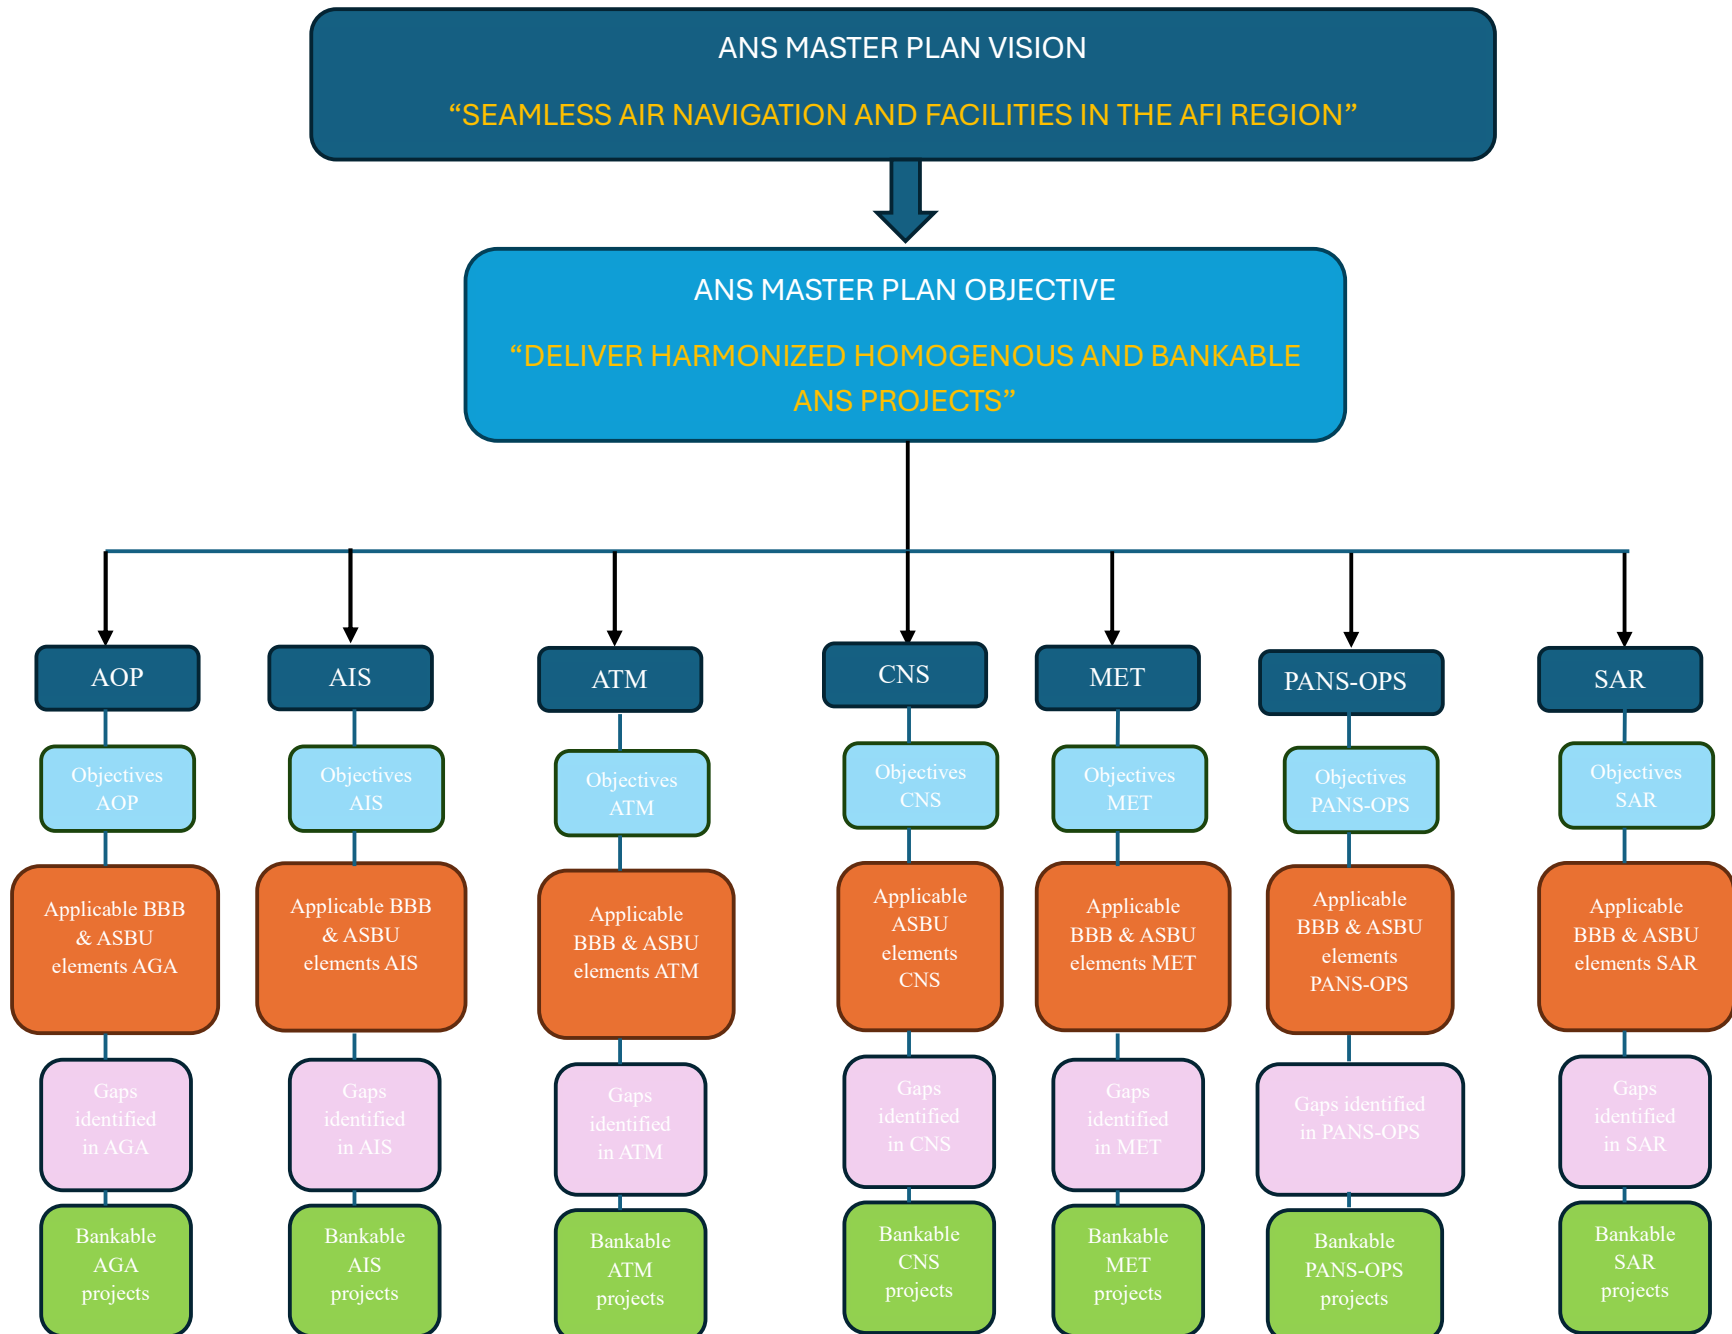 ANS MASTER PLAN VISION
“SEAMLESS AIR NAVIGATION AND FACILITIES IN THE AFI REGION”
ANS MASTER PLAN OBJECTIVE
“DELIVER HARMONIZED HOMOGENOUS AND BANKABLE
ANS PROJECTS”
AOP
AIS
ATM
CNS
MET
PANS-OPS
SAR
Objectives
AOP
Objectives
AIS
Objectives
ATM
Objectives
CNS
Objectives
MET
Objectives
PANS-OPS
Objectives
SAR
Applicable BBB
& ASBU
elements AGA
Applicable BBB
& ASBU
elements AIS
Applicable
BBB & ASBU
elements ATM
Applicable
ASBU
elements
CNS
Applicable
BBB & ASBU
elements MET
Applicable
BBB & ASBU
elements
PANS-OPS
Applicable
BBB & ASBU
elements SAR
Gaps
identified
in AGA
Gaps
identified
in AIS
Gaps
identified
in ATM
Gaps
identified
in CNS
Gaps
identified
in MET
Gaps identified
in PANS-OPS
Gaps
identified
in SAR
Bankable
AGA
projects
Bankable
AIS
projects
Bankable
ATM
projects
Bankable
CNS
projects
Bankable
MET
projects
Bankable
PANS-OPS
projects
Bankable
SAR
projects